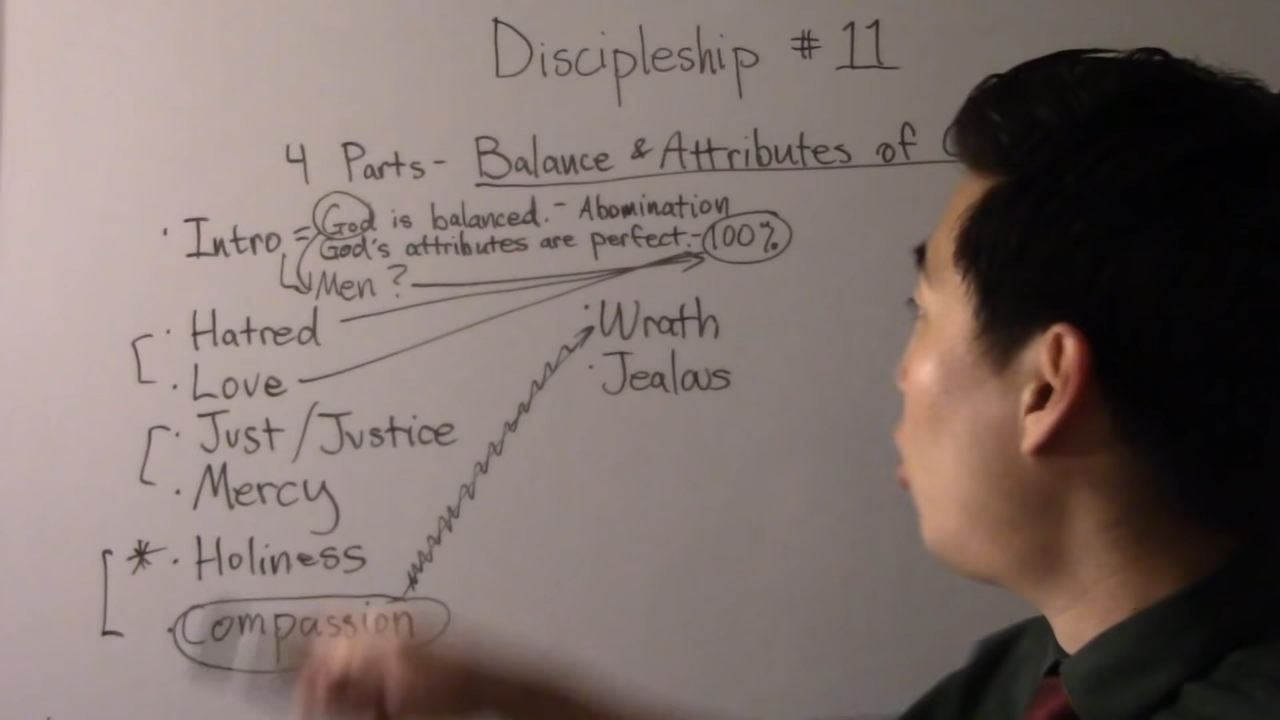 Discipleship # 11
4 Parts - Balance & Attributes of
· Intro = God is balanced. - Abomination
God's attributes are perfect. - 100%
Men ?
· Hatred
· Love
· Just / Justice
· Mercy
* · Holiness
· Compassion
· Wrath
· Jealous